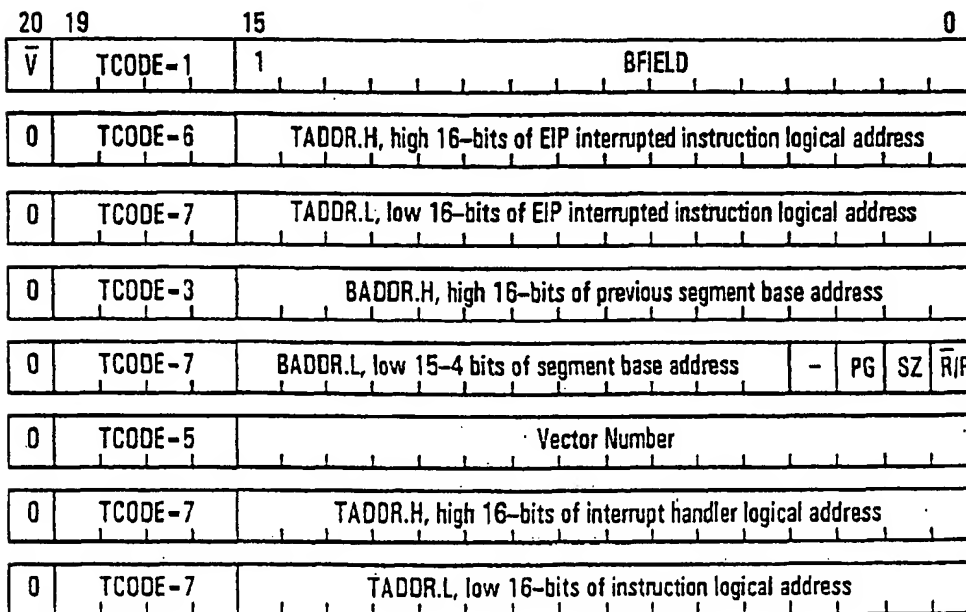 20 19 15 0
V̅ TCODE=1 1 BFIELD
0 TCODE=6 TADDR.H, high 16-bits of EIP interrupted instruction logical address
0 TCODE=7 TADDR.L, low 16-bits of EIP interrupted instruction logical address
0 TCODE=3 BADDR.H, high 16-bits of previous segment base address
0 TCODE=7 BADDR.L, low 15-4 bits of segment base address - PG SZ R̅/P
0 TCODE=5 Vector Number
0 TCODE=7 TADDR.H, high 16-bits of interrupt handler logical address
0 TCODE=7 TADDR.L, low 16-bits of instruction logical address